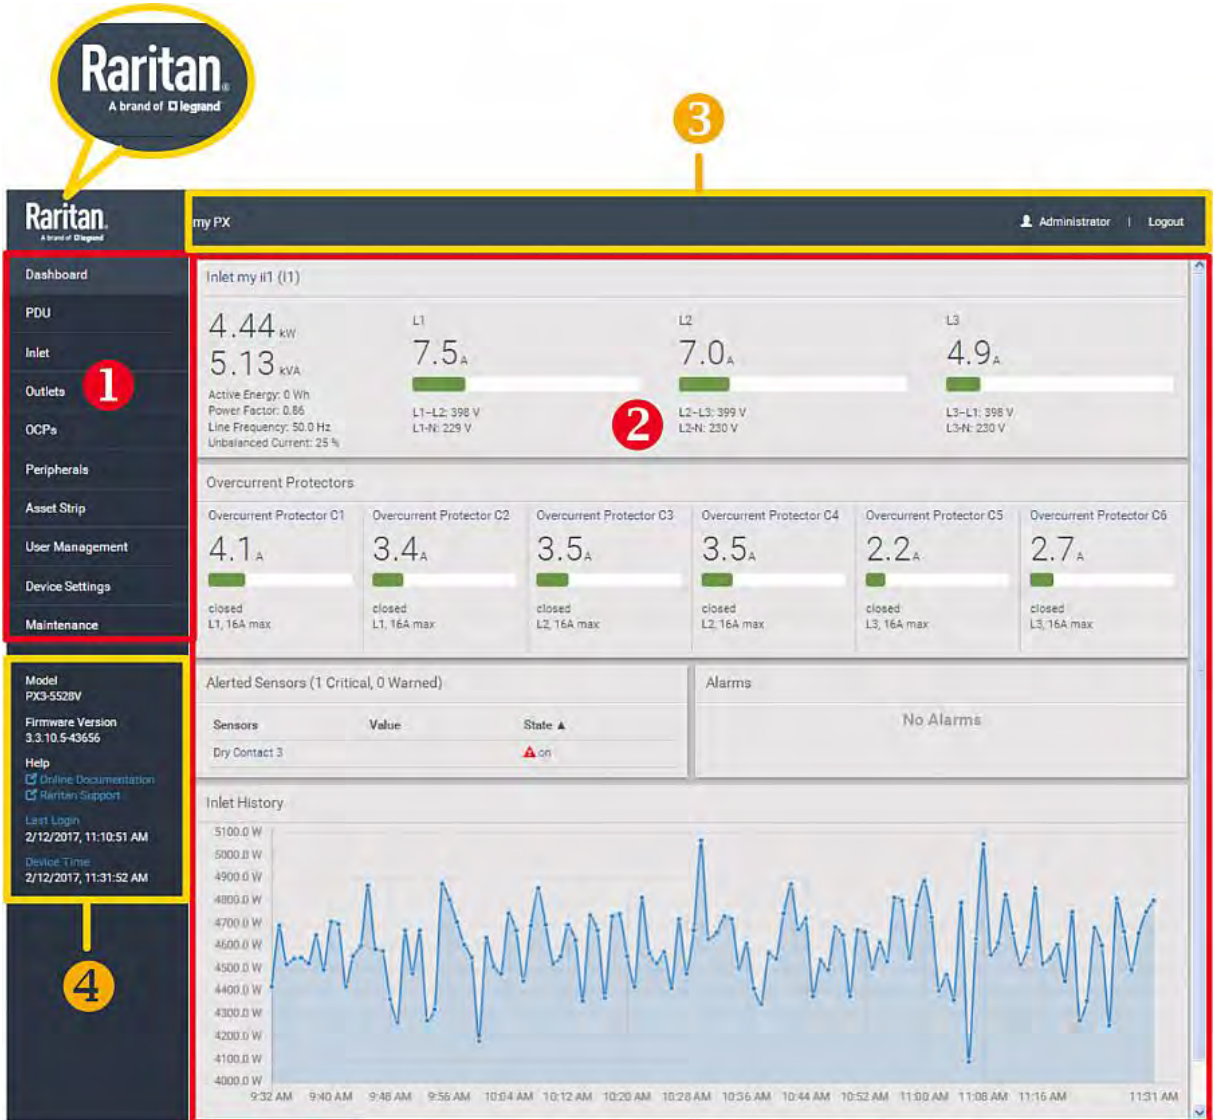 Raritan®
A brand of legrand
3
Raritan.
A brand of legrand
my PX
Administrator | Logout
Dashboard
PDU
Inlet
Outlets
OCPs
Peripherals
Asset Strip
User Management
Device Settings
Maintenance
1
Model
PX3-5528V
Firmware Version
3.3.10.5-43656
Help
Online Documentation
Raritan Support
Last Login
2/12/2017, 11:10:51 AM
Device Time
2/12/2017, 11:31:52 AM
4
Inlet my il1 (I1)
4.44 kW
5.13 kVA
Active Energy: 0 Wh
Power Factor: 0.86
Line Frequency: 50.0 Hz
Unbalanced Current: 25 %
L1
7.5 A
L1-L2: 398 V
L1-N: 229 V
2
L2
7.0 A
L2-L3: 399 V
L2-N: 230 V
L3
4.9 A
L3-L1: 398 V
L3-N: 230 V
Overcurrent Protectors
Overcurrent Protector C1
4.1 A
closed
L1, 16A max
Overcurrent Protector C2
3.4 A
closed
L1, 16A max
Overcurrent Protector C3
3.5 A
closed
L2, 16A max
Overcurrent Protector C4
3.5 A
closed
L2, 16A max
Overcurrent Protector C5
2.2 A
closed
L3, 16A max
Overcurrent Protector C6
2.7 A
closed
L3, 16A max
Alerted Sensors (1 Critical, 0 Warned)
Sensors Value State ▲
Dry Contact 3 on
Alarms
No Alarms
Inlet History
5100.0 W
5000.0 W
4900.0 W
4800.0 W
4700.0 W
4600.0 W
4500.0 W
4400.0 W
4300.0 W
4200.0 W
4100.0 W
4000.0 W
9:32 AM 9:40 AM 9:48 AM 9:56 AM 10:04 AM 10:12 AM 10:20 AM 10:28 AM 10:36 AM 10:44 AM 10:52 AM 11:00 AM 11:08 AM 11:16 AM 11:31 AM